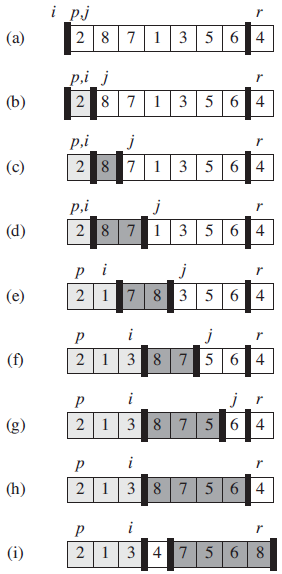 i p,j r
(a) 2 8 7 1 3 5 6 4
p,i j r
(b) 2 8 7 1 3 5 6 4
p,i j r
(c) 2 8 7 1 3 5 6 4
p,i j r
(d) 2 8 7 1 3 5 6 4
p i j r
(e) 2 1 7 8 3 5 6 4
p i j r
(f) 2 1 3 8 7 5 6 4
p i j r
(g) 2 1 3 8 7 5 6 4
p i r
(h) 2 1 3 8 7 5 6 4
p i r
(i) 2 1 3 4 7 5 6 8